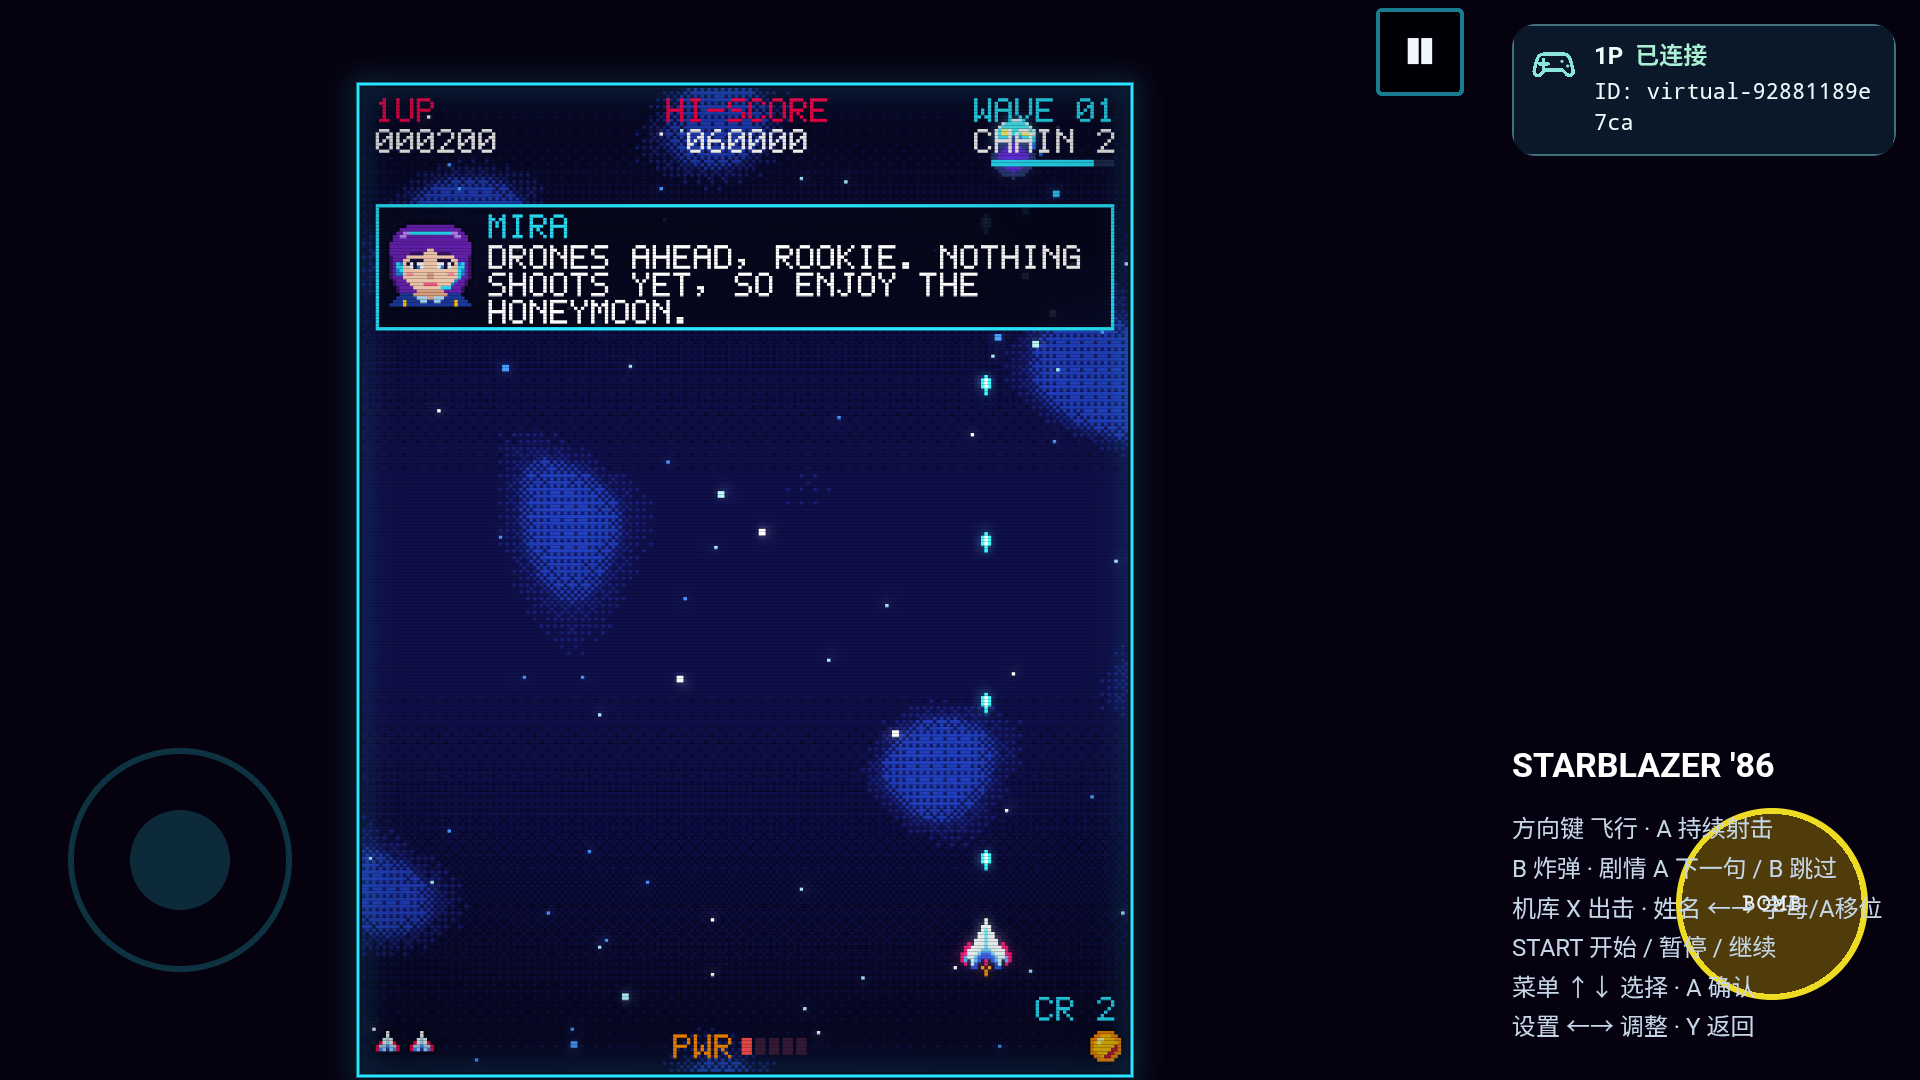 1P 已连接
ID: virtual-92881189e
7ca
1UP
HI-SCORE
WAVE 01
000200
060000
CHAIN 2
MIRA
DRONES AHEAD, ROOKIE. NOTHING
SHOOTS YET, SO ENJOY THE
HONEYMOON.
STARBLAZER '86
方向键 飞行 · A 持续射击
B 炸弹 · 剧情 A 下一句 / B 跳过
机库 X 出击 · 姓名 ←→ 字母/A移位
BOMB
START 开始 / 暂停 / 继续
菜单 ↑↓ 选择 · A 确认
设置 ←→ 调整 · Y 返回
CR 2
PWR